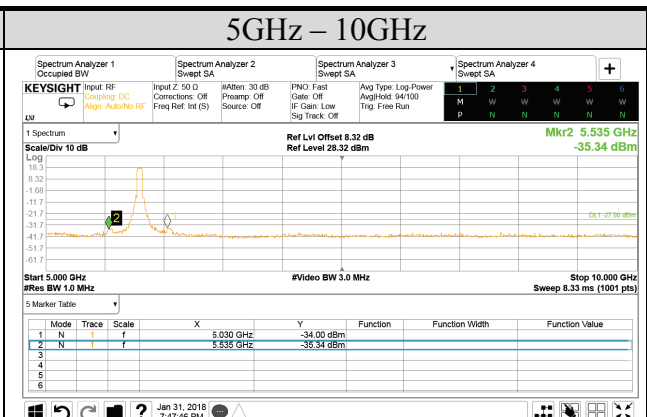 5GHz – 10GHz
Spectrum Analyzer 1
Occupied BW
Spectrum Analyzer 2
Swept SA
Spectrum Analyzer 3
Swept SA
Spectrum Analyzer 4
Swept SA
KEYSIGHT
Input: RF
Coupling: DC
Align: Auto/No RF
Input Z: 50 Ω
Corrections: Off
Freq Ref: Int (S)
#Atten: 30 dB
Preamp: Off
Source: Off
PNO: Fast
Gate: Off
IF Gain: Low
Sig Track: Off
Avg Type: Log-Power
Avg|Hold: 94/100
Trig: Free Run
1 2 3 4 5 6
M W W W W W
P N N N N N
1 Spectrum
Scale/Div 10 dB
Ref Lvl Offset 8.32 dB
Ref Level 28.32 dBm
Mkr2 5.535 GHz
-35.34 dBm
Log
18.3
8.32
-1.68
-11.7
-21.7
-31.7
-41.7
-51.7
-61.7
2
DL1 -27.00 dBm
Start 5.000 GHz
#Res BW 1.0 MHz
#Video BW 3.0 MHz
Stop 10.000 GHz
Sweep 8.33 ms (1001 pts)
5 Marker Table
Mode Trace Scale X Y Function Function Width Function Value
1 N 1 f 6.030 GHz -34.00 dBm
2 N 1 f 5.535 GHz -35.34 dBm
3
4
5
6
Jan 31, 2018
7:47:46 PM